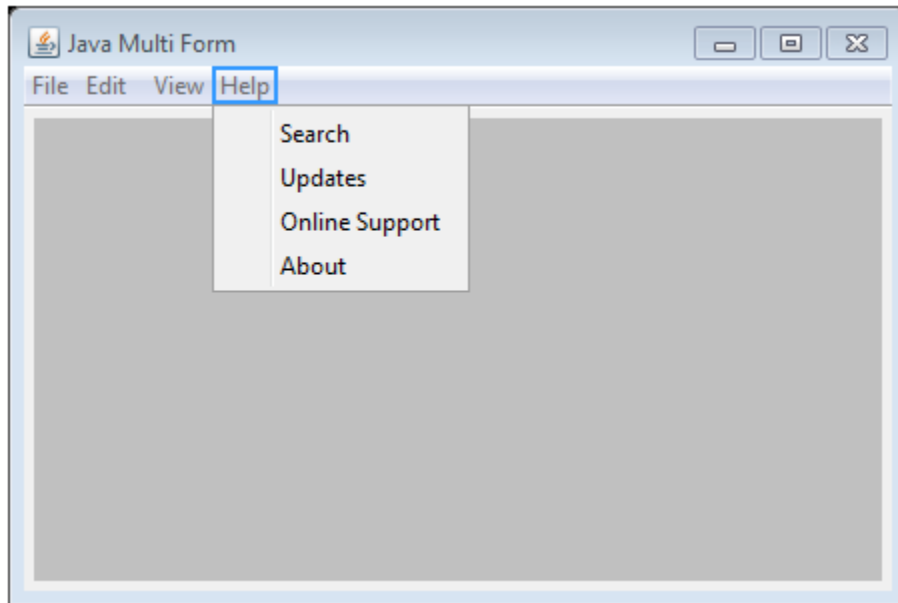 Java Multi Form
File Edit View Help
Search
Updates
Online Support
About